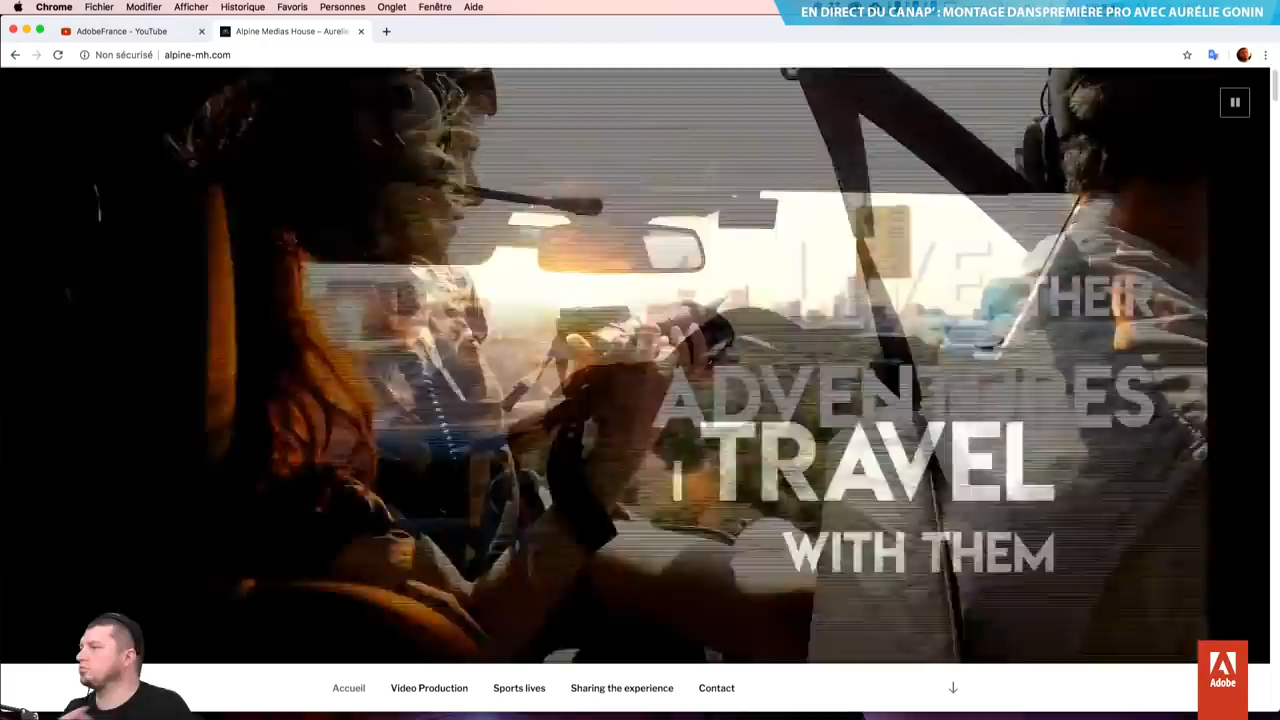 Chrome Fichier Modifier Afficher Historique Favoris Personnes Onglet Fenêtre Aide
EN DIRECT DU CANAP' : MONTAGE DANSPREMIÈRE PRO AVEC AURÉLIE GONIN
AdobeFrance - YouTube
Alpine Medias House – Aurelie
Non sécurisé
alpine-mh.com
LIVE THEIR
ADVENTURES
I TRAVEL
WITH THEM
Accueil Video Production Sports lives Sharing the experience Contact
Adobe